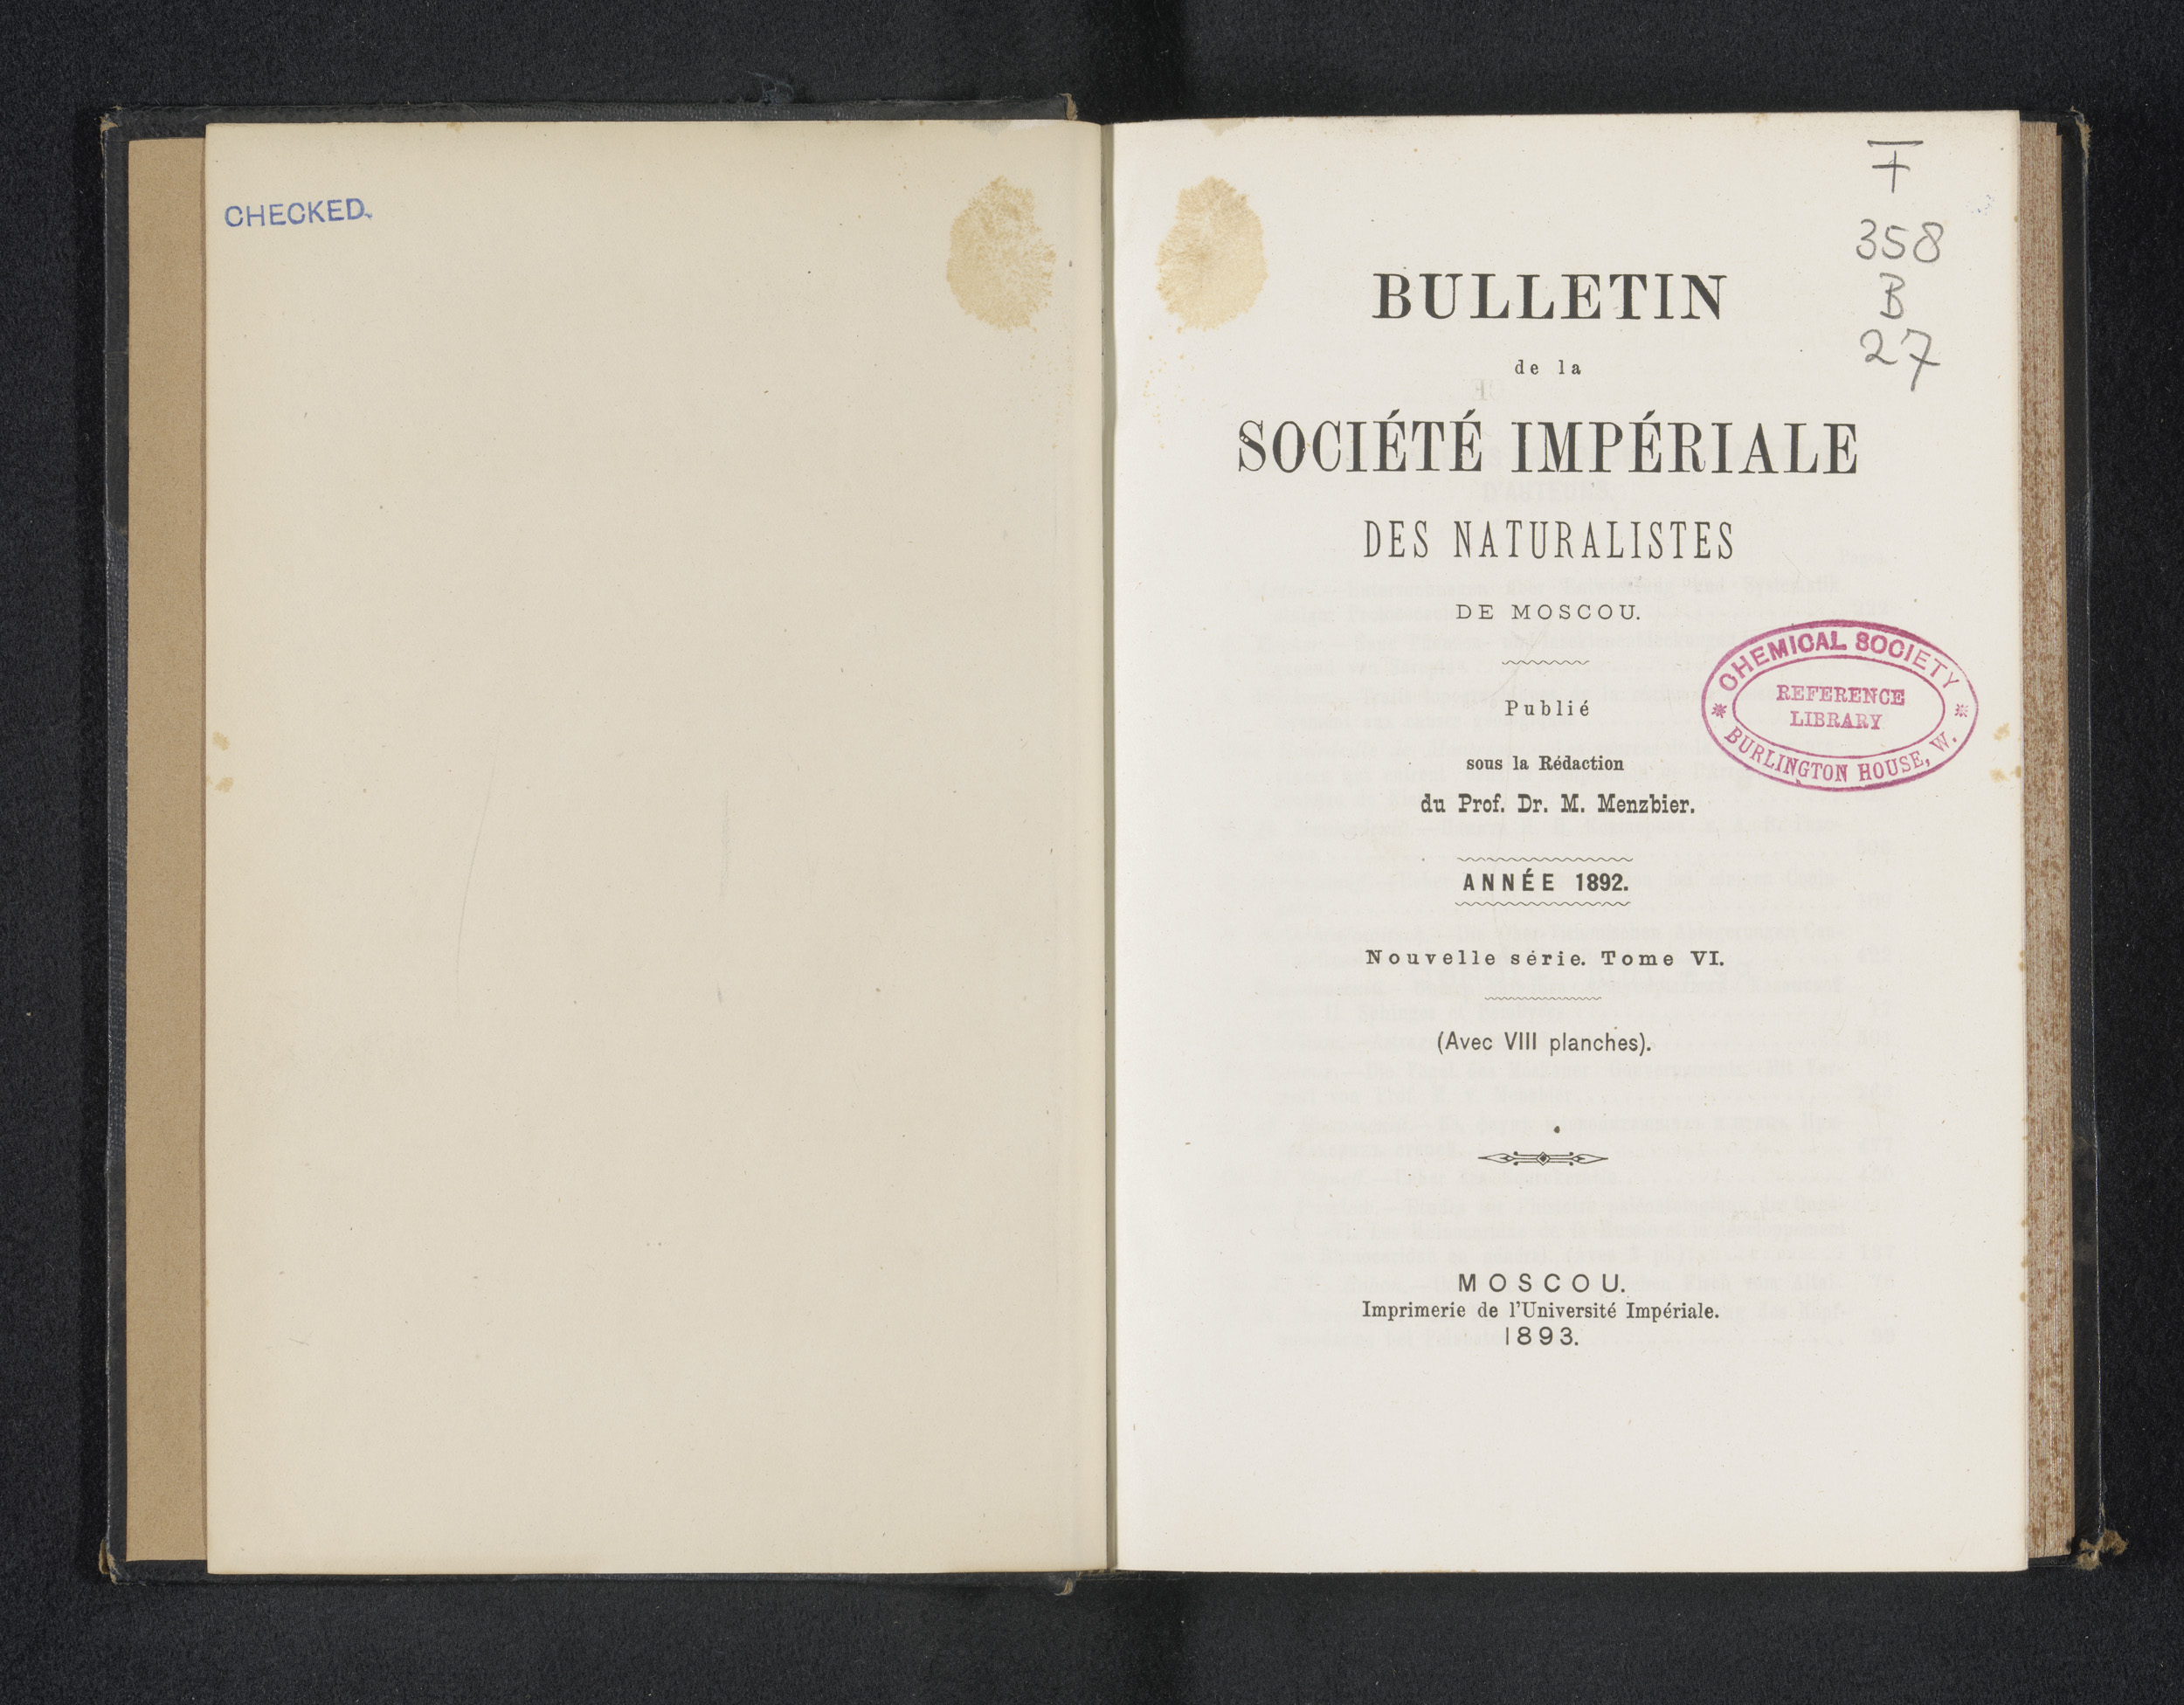 CHECKED.
T
358
B
27
BULLETIN
de la
SOCIÉTÉ IMPÉRIALE
DES NATURALISTES
DE MOSCOU.
CHEMICAL SOCIETY
REFERENCE
LIBRARY
BURLINGTON HOUSE, W.
Publié
sous la Rédaction
du Prof. Dr. M. Menzbier.
ANNÉE 1892.
Nouvelle série. Tome VI.
(Avec VIII planches).
MOSCOU.
Imprimerie de l'Université Impériale.
1893.